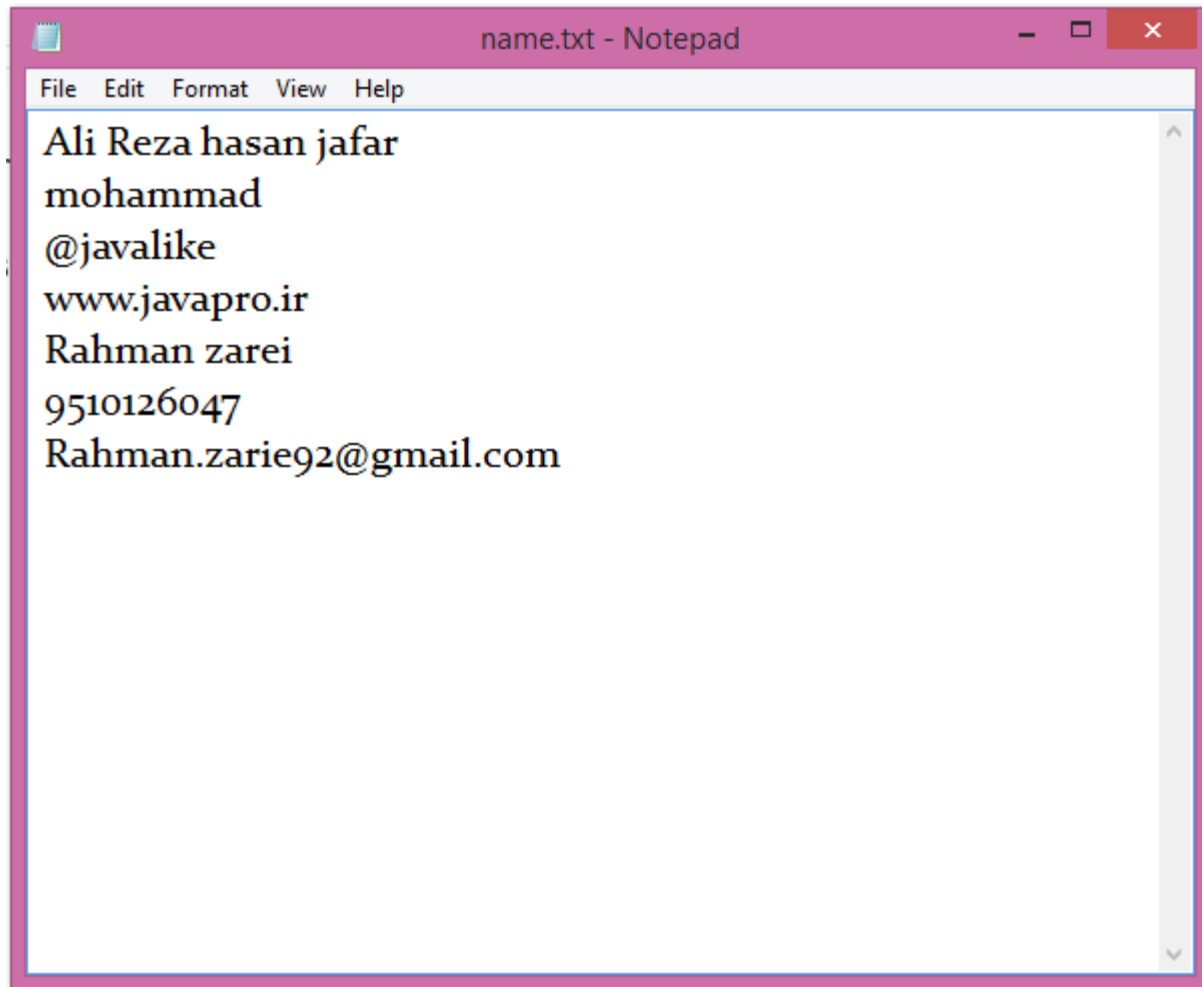 name.txt - Notepad
File Edit Format View Help
Ali Reza hasan jafar
mohammad
@javalike
www.javapro.ir
Rahman zarei
9510126047
Rahman.zarie92@gmail.com